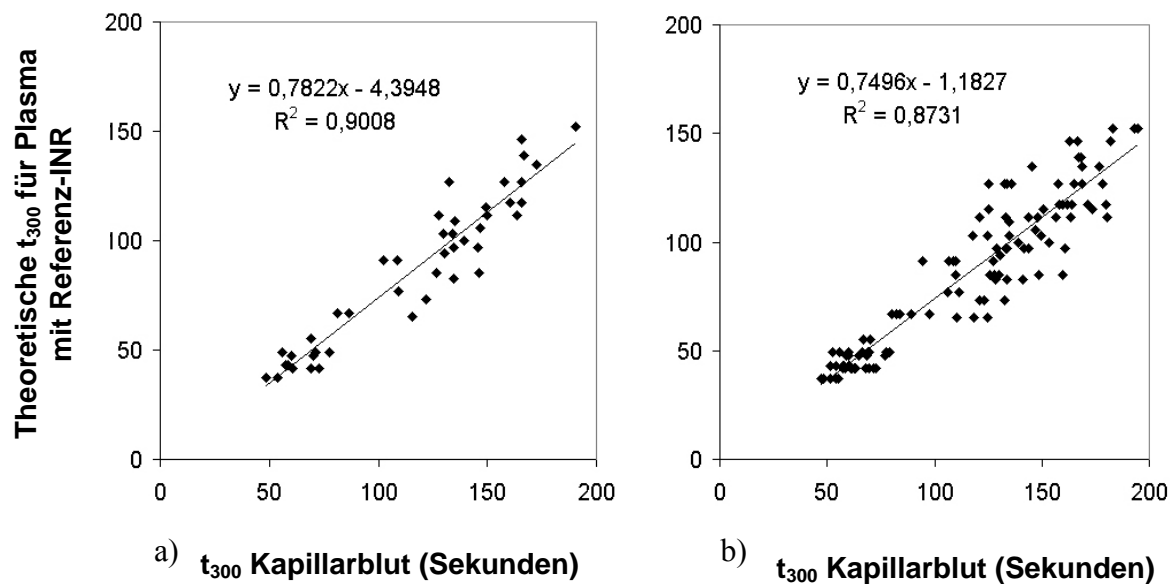 Theoretische t₃₀₀ für Plasma
mit Referenz-INR
200
150
100
50
0
y = 0,7822x - 4,3948
R² = 0,9008
50
100
150
200
a)
t₃₀₀ Kapillarblut (Sekunden)
200
150
100
50
0
y = 0,7496x - 1,1827
R² = 0,8731
50
100
150
200
b)
t₃₀₀ Kapillarblut (Sekunden)